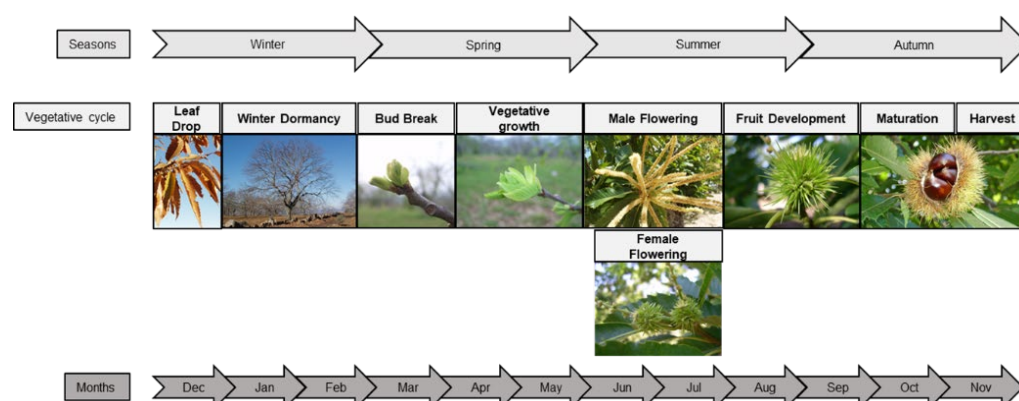 Seasons
Winter
Spring
Summer
Autumn
Vegetative cycle
Leaf
Drop
Winter Dormancy
Bud Break
Vegetative
growth
Male Flowering
Fruit Development
Maturation
Harvest
Female
Flowering
Months
Dec
Jan
Feb
Mar
Apr
May
Jun
Jul
Aug
Sep
Oct
Nov